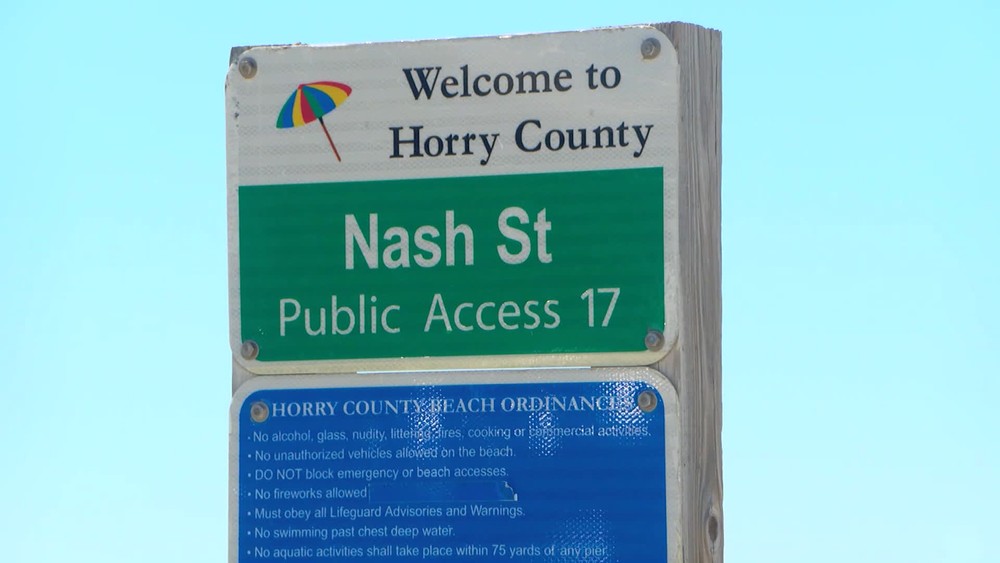 Welcome to
Horry County
Nash St
Public Access 17
HORRY COUNTY BEACH ORDINANCES
• No alcohol, glass, nudity, littering, fires, cooking or commercial activities.
• No unauthorized vehicles allowed on the beach.
• DO NOT block emergency or beach accesses.
• No fireworks allowed
• Must obey all Lifeguard Advisories and Warnings.
• No swimming past chest deep water.
• No aquatic activities shall take place within 75 yards of any pier.